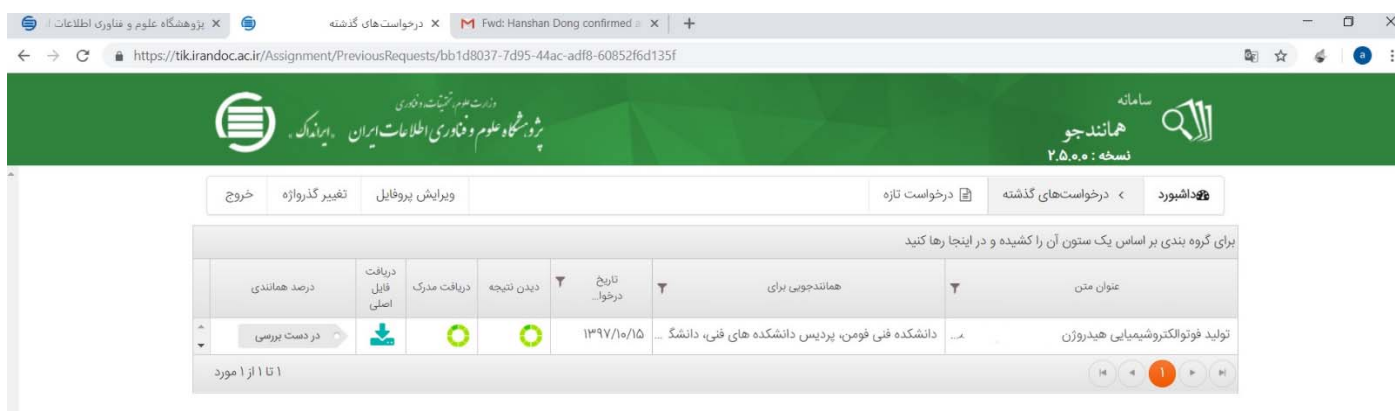 پژوهشگاه علوم و فناوری اطلاعات ا
درخواست‌های گذشته
Fwd: Hanshan Dong confirmed a
https://tik.irandoc.ac.ir/Assignment/PreviousRequests/bb1d8037-7d95-44ac-adf8-60852f6d135f
a
سامانه
همانندجو
نسخه : ۲.۵.۰.۰
وزارت علوم، تحقیقات و فناوری
پژوهشگاه علوم و فناوری اطلاعات ایران «ایرانداک»
داشبورد
درخواست‌های گذشته
درخواست تازه
ویرایش پروفایل
تغییر گذرواژه
خروج
برای گروه بندی بر اساس یک ستون آن را کشیده و در اینجا رها کنید
عنوان متن
همانندجویی برای
تاریخ
درخوا...
دیدن نتیجه
دریافت مدرک
دریافت
فایل
اصلی
درصد همانندی
تولید فوتوالکتروشیمیایی هیدروژن
دانشکده فنی فومن، پردیس دانشکده های فنی، دانشگ ...
۱۳۹۷/۱۰/۱۵
در دست بررسی
۱
۱ تا ۱ از ۱ مورد